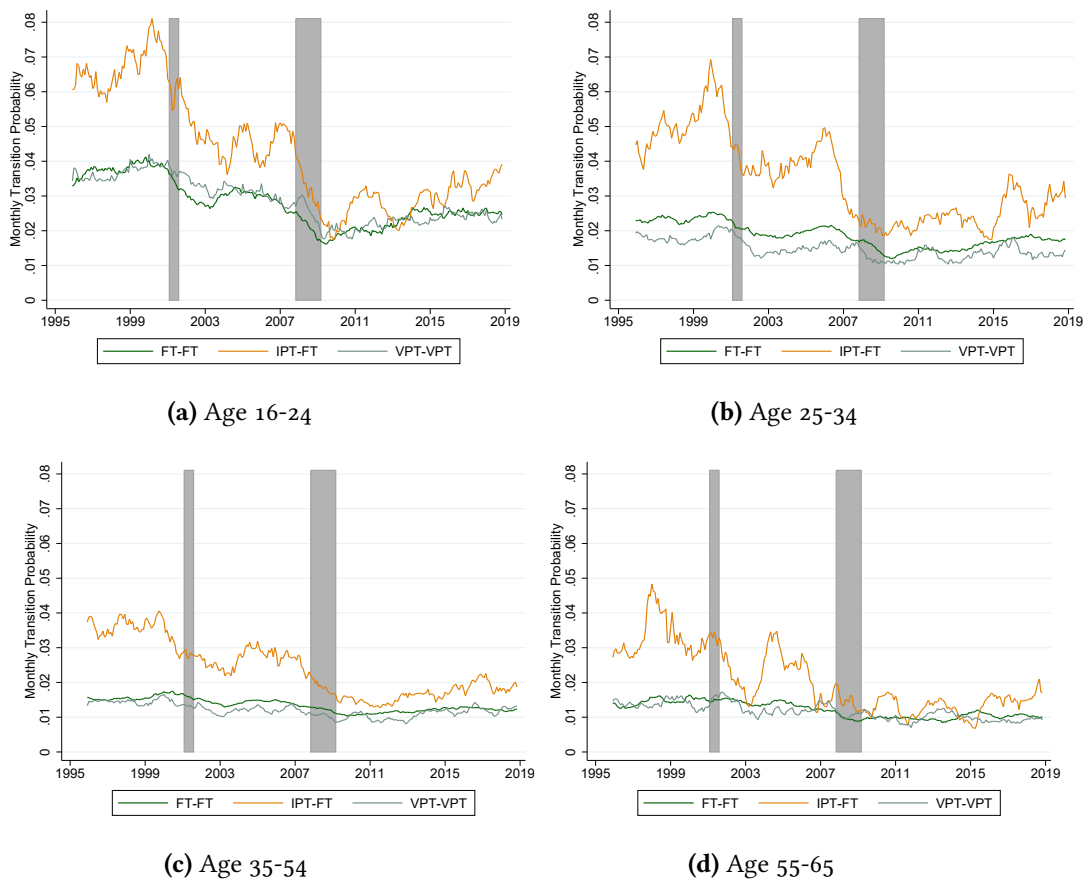 Monthly Transition Probability
0 .01 .02 .03 .04 .05 .06 .07 .08
1995 1999 2003 2007 2011 2015 2019
FT-FT IPT-FT VPT-VPT
(a) Age 16-24
Monthly Transition Probability
0 .01 .02 .03 .04 .05 .06 .07 .08
1995 1999 2003 2007 2011 2015 2019
FT-FT IPT-FT VPT-VPT
(b) Age 25-34
Monthly Transition Probability
0 .01 .02 .03 .04 .05 .06 .07 .08
1995 1999 2003 2007 2011 2015 2019
FT-FT IPT-FT VPT-VPT
(c) Age 35-54
Monthly Transition Probability
0 .01 .02 .03 .04 .05 .06 .07 .08
1995 1999 2003 2007 2011 2015 2019
FT-FT IPT-FT VPT-VPT
(d) Age 55-65